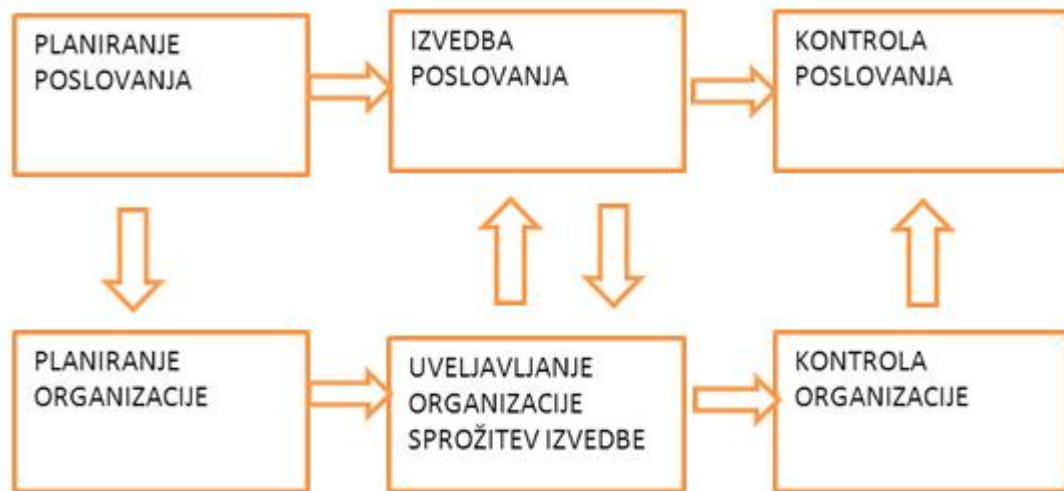 PLANIRANJE
POSLOVANJA
IZVEDBA
POSLOVANJA
KONTROLA
POSLOVANJA
PLANIRANJE
ORGANIZACIJE
UVELJAVLJANJE
ORGANIZACIJE
SPROŽITEV IZVEDBE
KONTROLA
ORGANIZACIJE